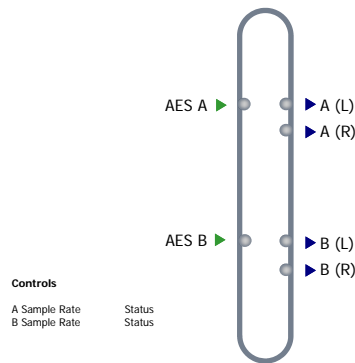 AES A
A (L)
A (R)
AES B
B (L)
B (R)
Controls
A Sample Rate Status
B Sample Rate Status